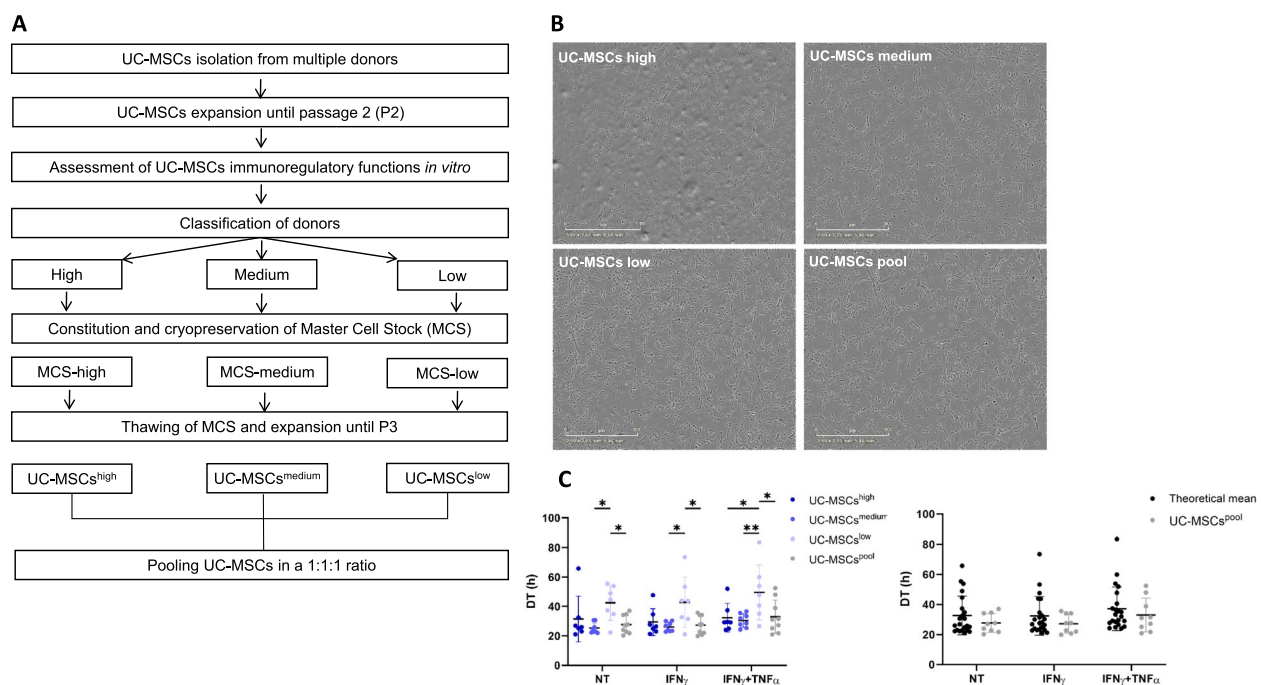 A
UC-MSCs isolation from multiple donors
UC-MSCs expansion until passage 2 (P2)
Assessment of UC-MSCs immunoregulatory functions in vitro
Classification of donors
High Medium Low
Constitution and cryopreservation of Master Cell Stock (MCS)
MCS-high MCS-medium MCS-low
Thawing of MCS and expansion until P3
UC-MSCshigh UC-MSCsmedium UC-MSCslow
Pooling UC-MSCs in a 1:1:1 ratio
B
UC-MSCs high UC-MSCs medium
UC-MSCs low UC-MSCs pool
C
DT (h)
100
80
60
40
20
0
* * * * * * **
NT IFNγ IFNγ+TNFα
UC-MSCshigh
UC-MSCsmedium
UC-MSCslow
UC-MSCspool
DT (h)
100
80
60
40
20
0
NT IFNγ IFNγ+TNFα
Theoretical mean
UC-MSCspool